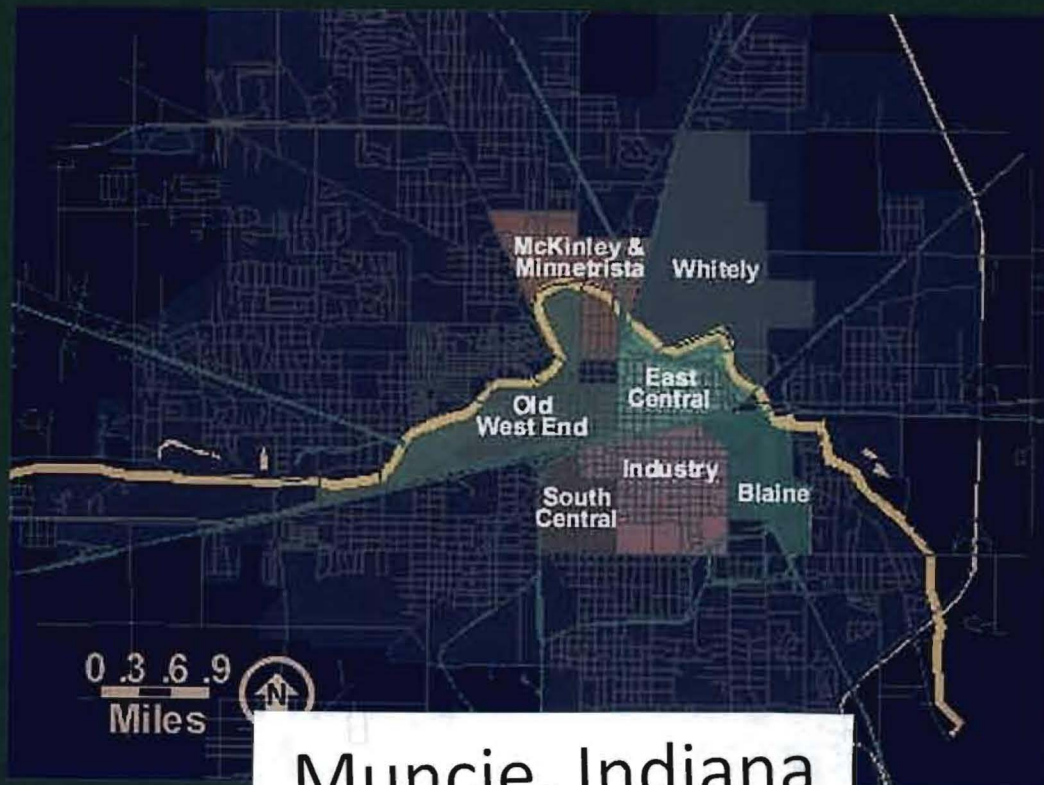 McKinley &
Minnetrista
Whitely
East
Central
Old
West End
Industry
South
Central
Blaine
0 .3 .6 .9
Miles
N
Muncie, Indiana